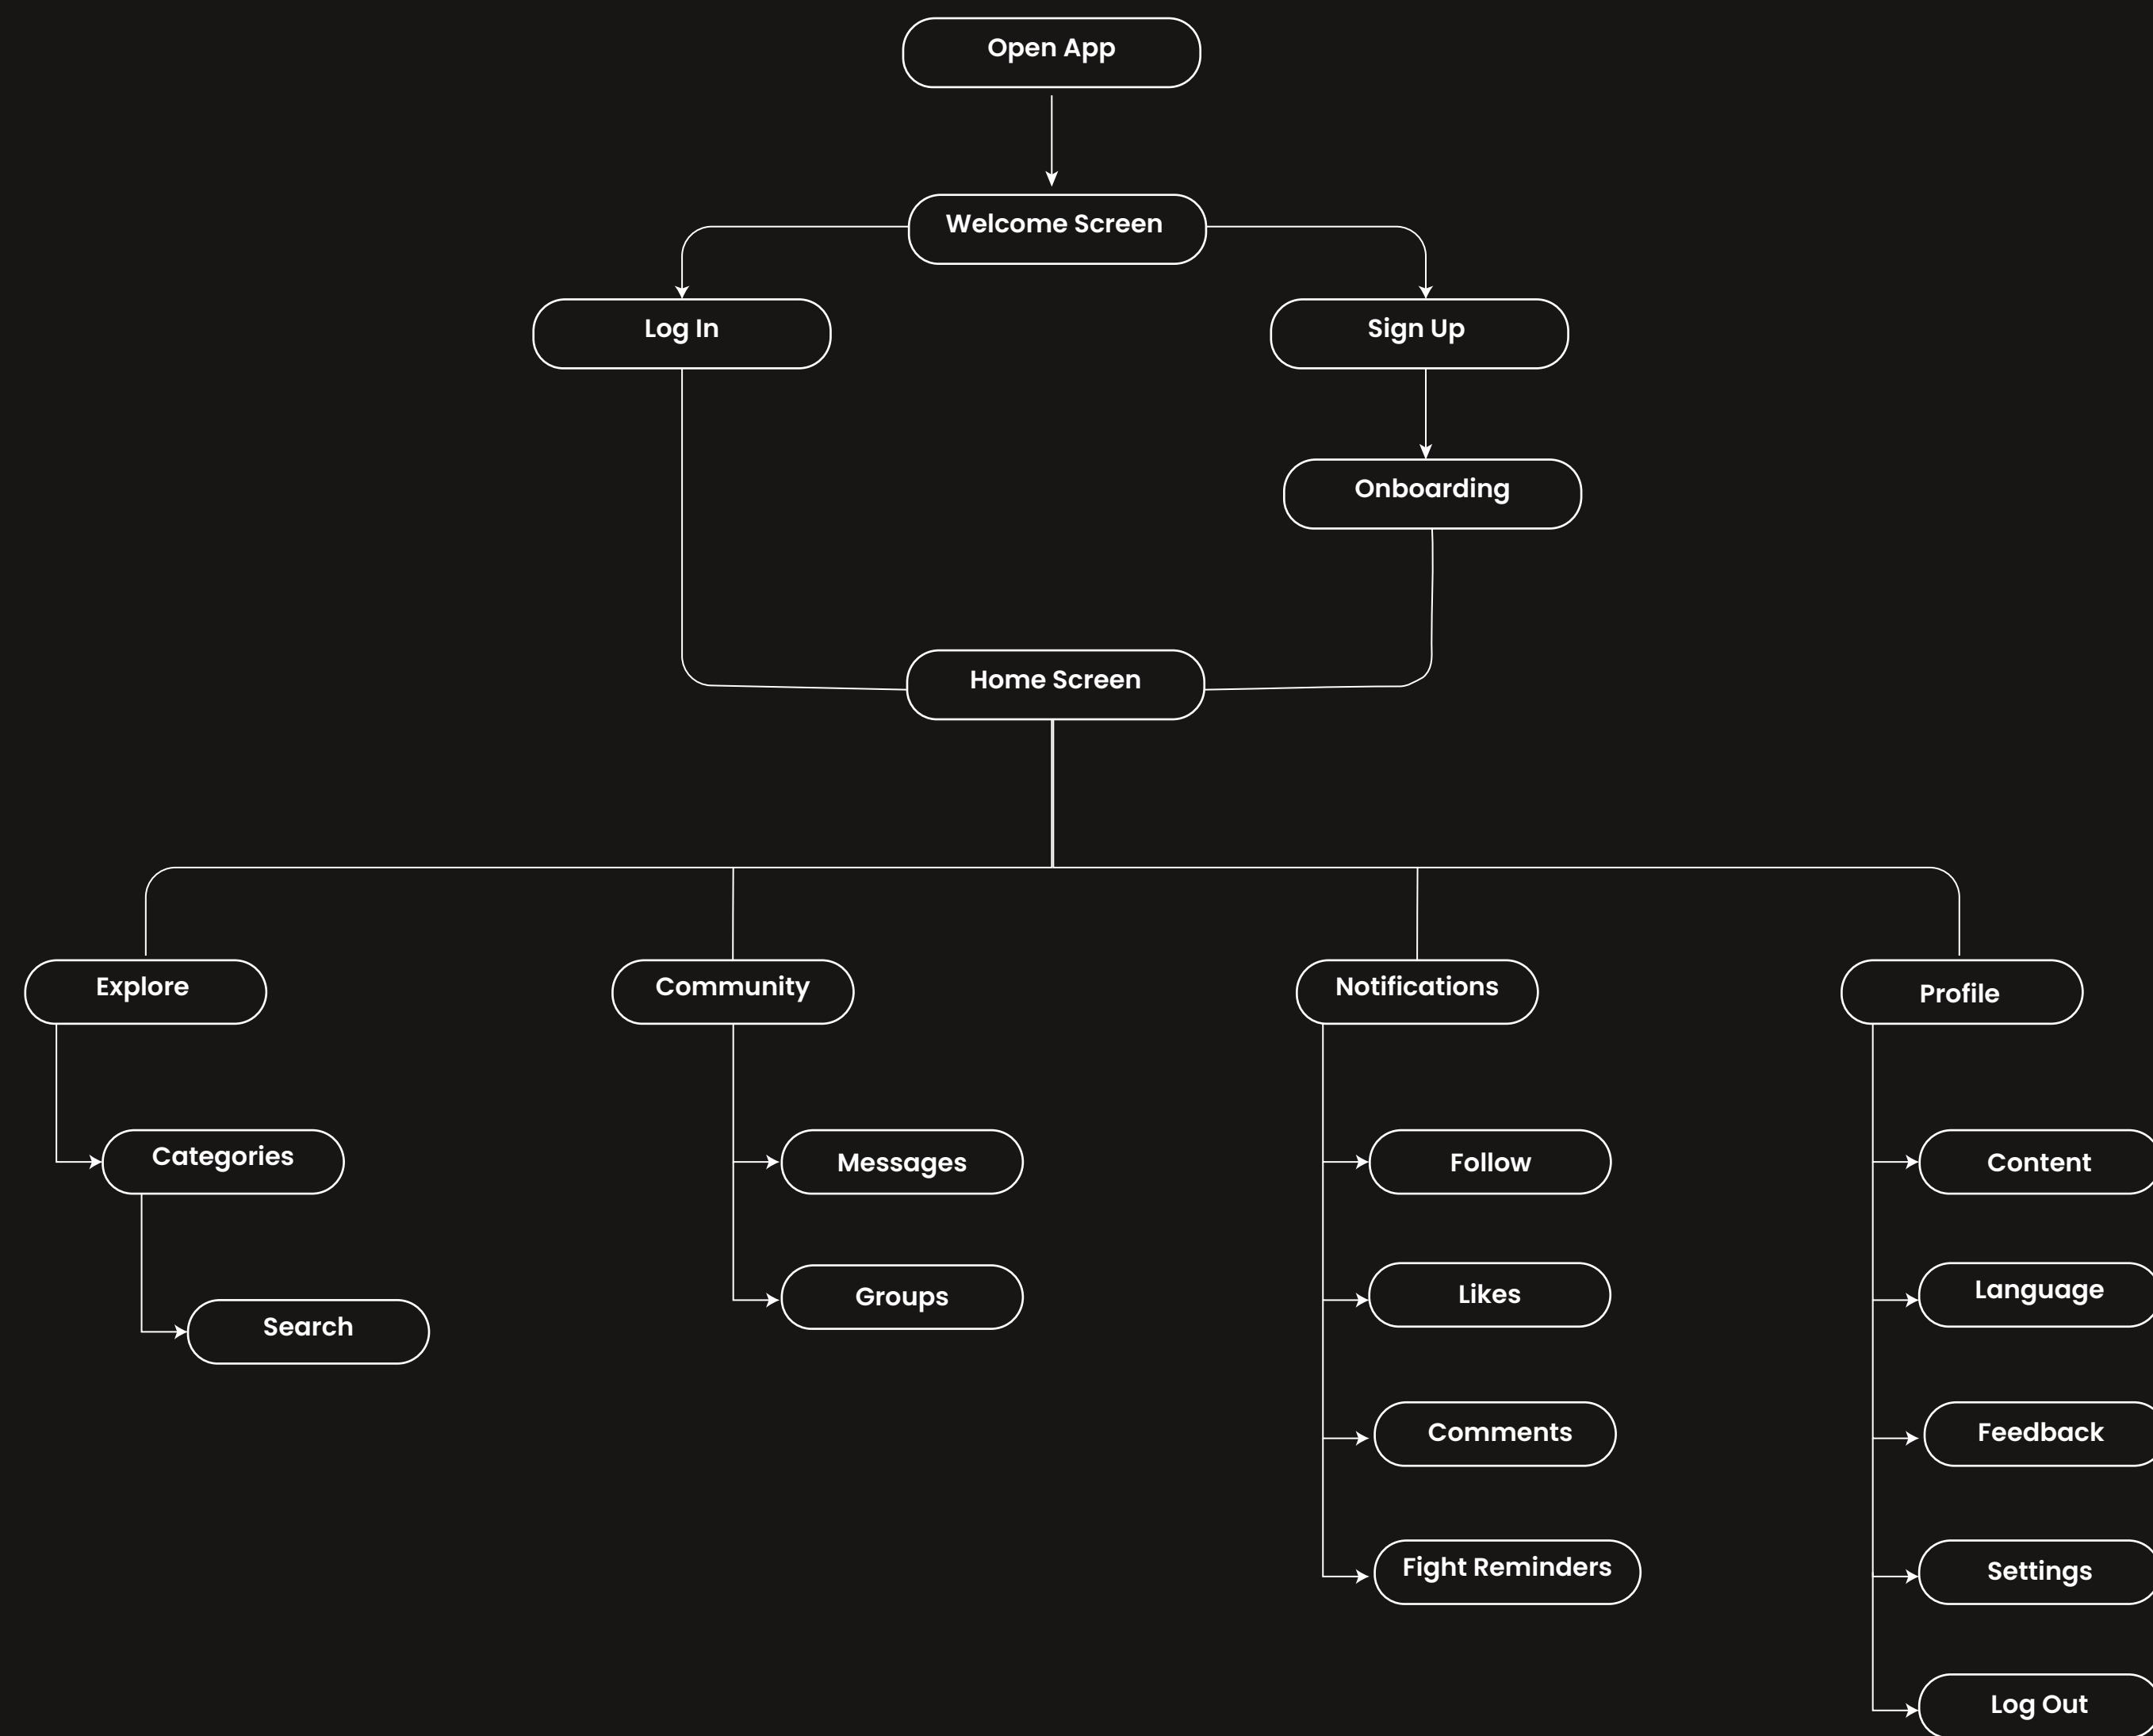 Open App
Welcome Screen
Log In
Sign Up
Onboarding
Home Screen
Explore
Community
Notifications
Profile
Categories
Messages
Follow
Content
Search
Groups
Likes
Language
Comments
Feedback
Fight Reminders
Settings
Log Out